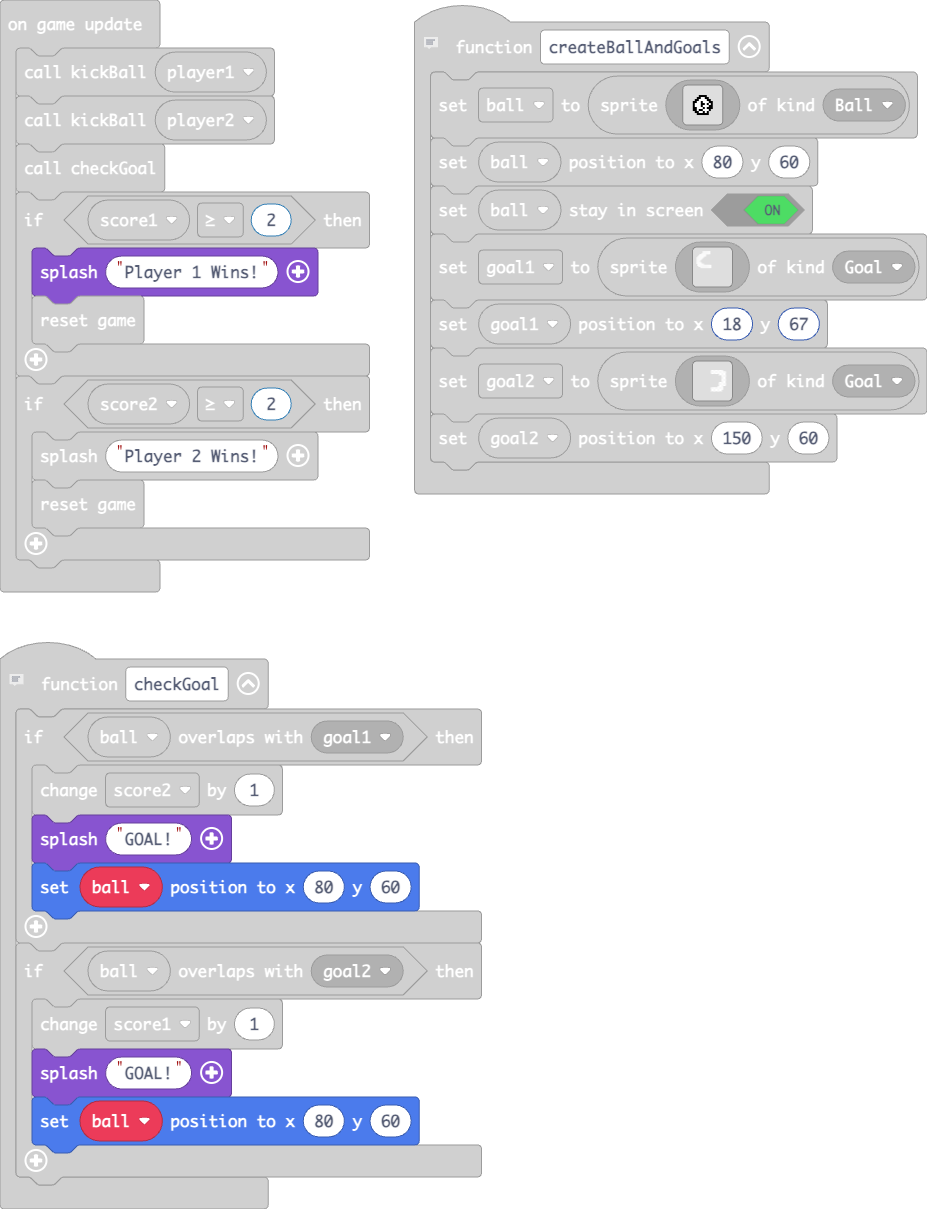 on game update
call kickBall player1
call kickBall player2
call checkGoal
if score1 ≥ 2 then
splash "Player 1 Wins!"
reset game
if score2 ≥ 2 then
splash "Player 2 Wins!"
reset game
function createBallAndGoals
set ball to sprite of kind Ball
set ball position to x 80 y 60
set ball stay in screen ON
set goal1 to sprite of kind Goal
set goal1 position to x 18 y 67
set goal2 to sprite of kind Goal
set goal2 position to x 150 y 60
function checkGoal
if ball overlaps with goal1 then
change score2 by 1
splash "GOAL!"
set ball position to x 80 y 60
if ball overlaps with goal2 then
change score1 by 1
splash "GOAL!"
set ball position to x 80 y 60